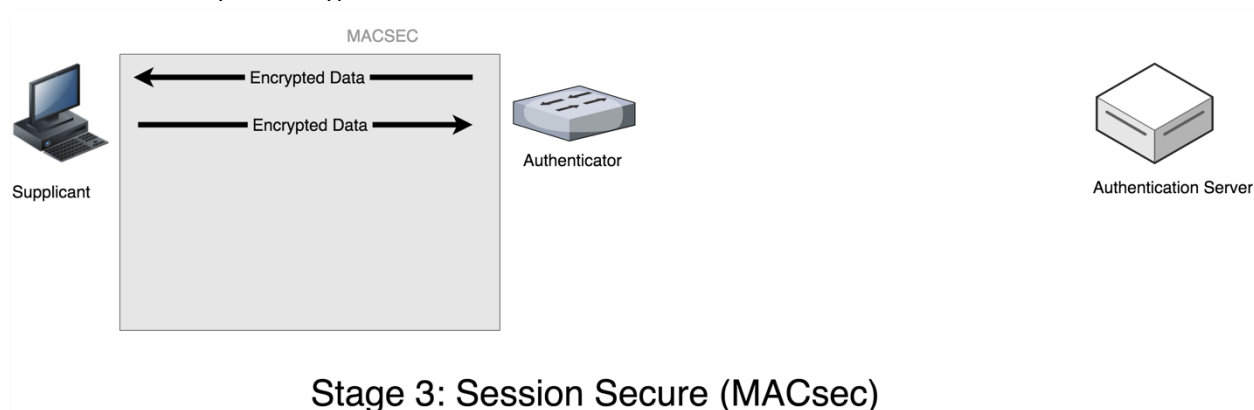 MACSEC
Encrypted Data
Encrypted Data
Supplicant
Authenticator
Authentication Server
Stage 3: Session Secure (MACsec)